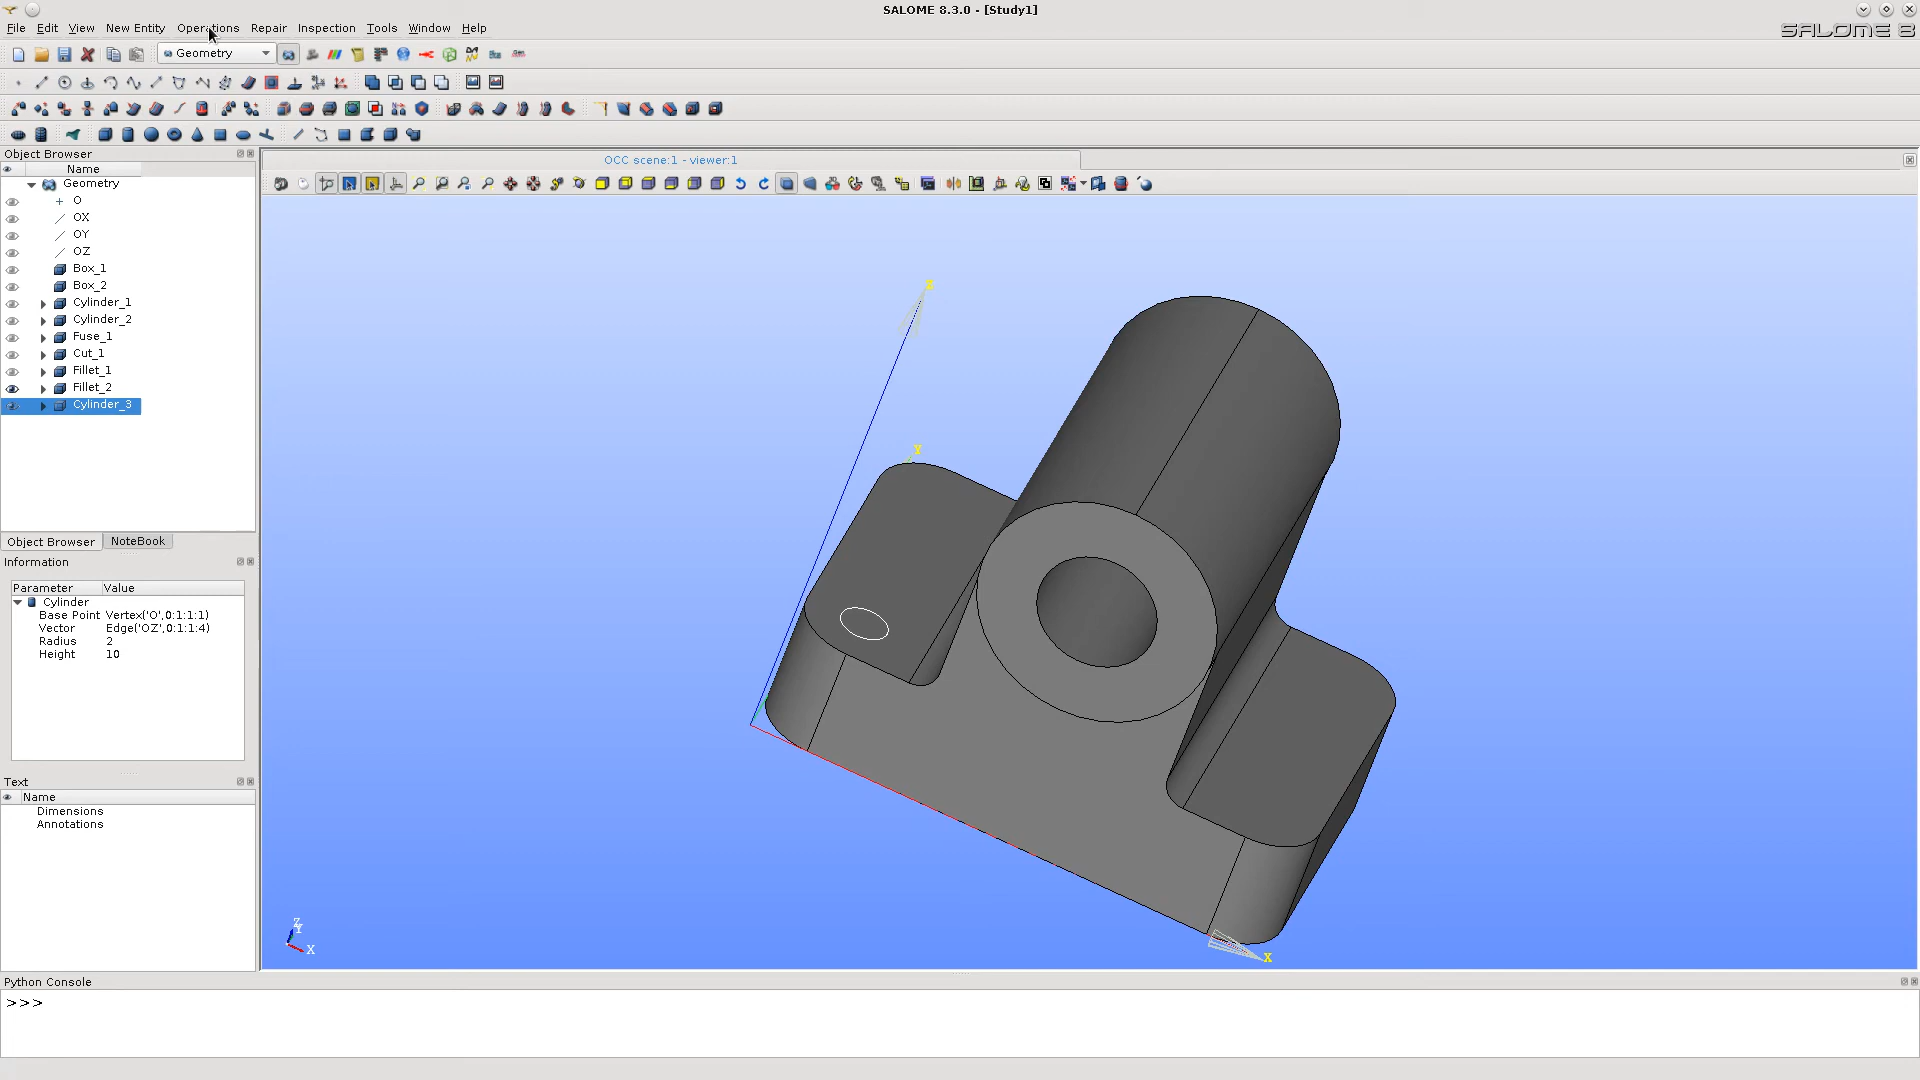 SALOME 8.3.0 - [Study1]
File Edit View New Entity Operations Repair Inspection Tools Window Help
SALOME 8
Geometry
Object Browser
OCC scene:1 - viewer:1
Name
Geometry
O
OX
OY
OZ
Box_1
Box_2
Cylinder_1
Cylinder_2
Fuse_1
Cut_1
Fillet_1
Fillet_2
Cylinder_3
Object Browser NoteBook
Information
Parameter Value
Cylinder
Base Point Vertex('O',0:1:1:1)
Vector Edge('OZ',0:1:1:4)
Radius 2
Height 10
Text
Name
Dimensions
Annotations
Z
Y
X
X
Python Console
>>>